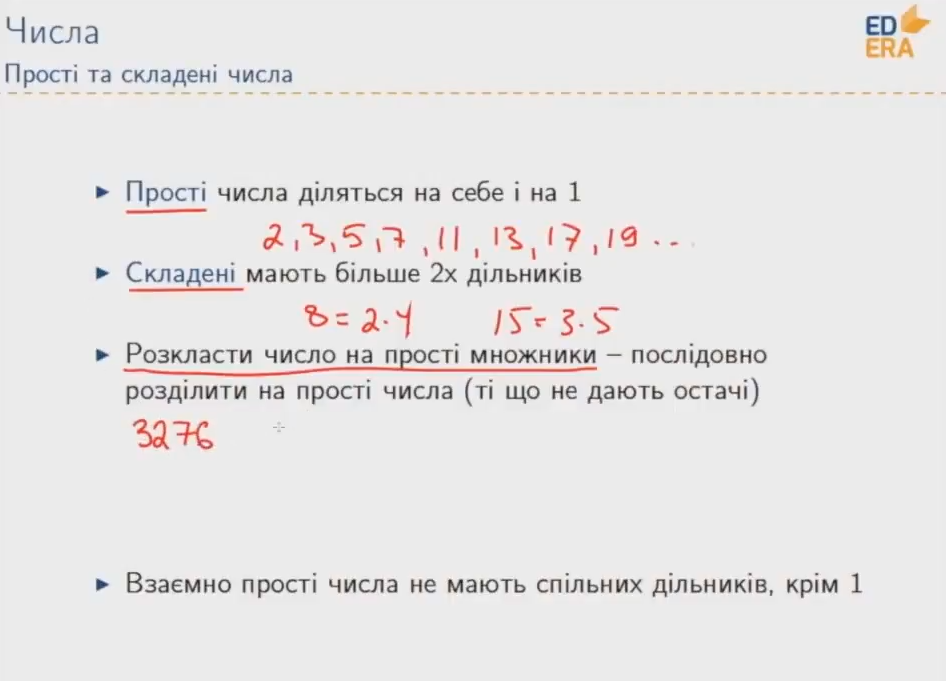 Числа
ED
ERA
Прості та складені числа
▶ Прості числа діляться на себе і на 1
2, 3, 5, 7, 11, 13, 17, 19 ...
▶ Складені мають більше 2х дільників
8 = 2·4 15 = 3·5
▶ Розкласти число на прості множники – послідовно
розділити на прості числа (ті що не дають остачі)
3276
▶ Взаємно прості числа не мають спільних дільників, крім 1